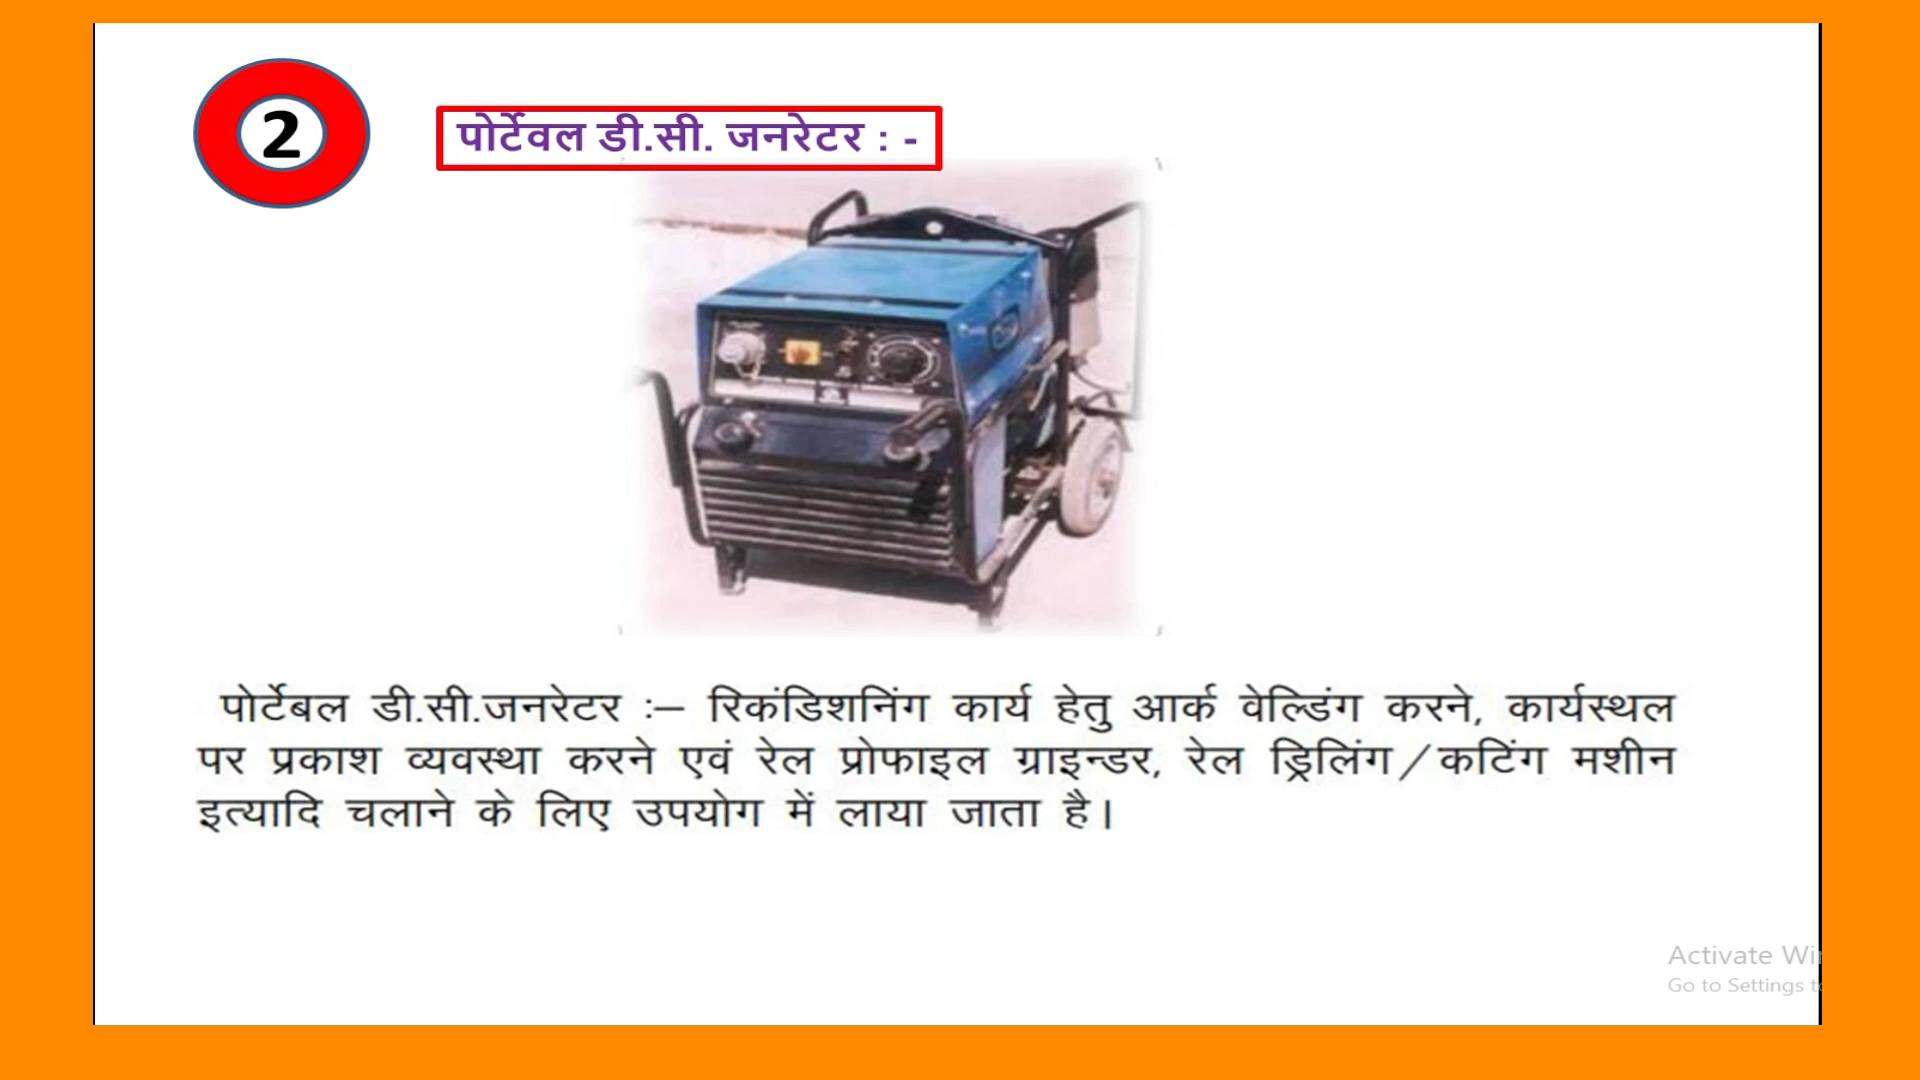 2
पोर्टेवल डी.सी. जनरेटर : -
पोर्टेबल डी.सी.जनरेटर :– रिकंडिशनिंग कार्य हेतु आर्क वेल्डिंग करने, कार्यस्थल
पर प्रकाश व्यवस्था करने एवं रेल प्रोफाइल ग्राइन्डर, रेल ड्रिलिंग/कटिंग मशीन
इत्यादि चलाने के लिए उपयोग में लाया जाता है।
Activate Wi
Go to Settings